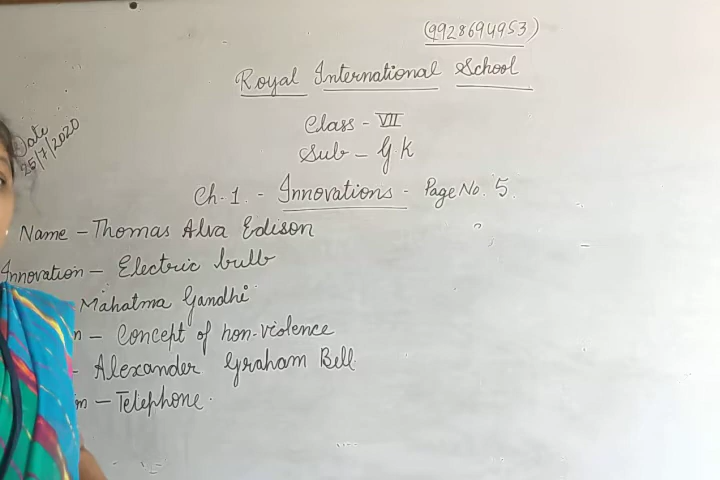 (9928694953)
Royal International School
Date
25/7/2020
Class - VII
Sub - G.K
Ch. 1. - Innovations - Page No. 5.
Name - Thomas Alva Edison
Innovation - Electric bulb
- Mahatma Gandhi
n - Concept of non-violence
- Alexander Graham Bell
n - Telephone.